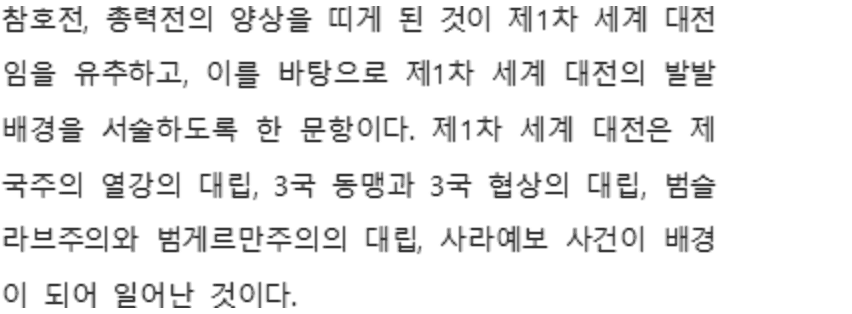 참호전, 총력전의 양상을 띠게 된 것이 제1차 세계 대전
임을 유추하고, 이를 바탕으로 제1차 세계 대전의 발발
배경을 서술하도록 한 문항이다. 제1차 세계 대전은 제
국주의 열강의 대립, 3국 동맹과 3국 협상의 대립, 범슬
라브주의와 범게르만주의의 대립, 사라예보 사건이 배경
이 되어 일어난 것이다.